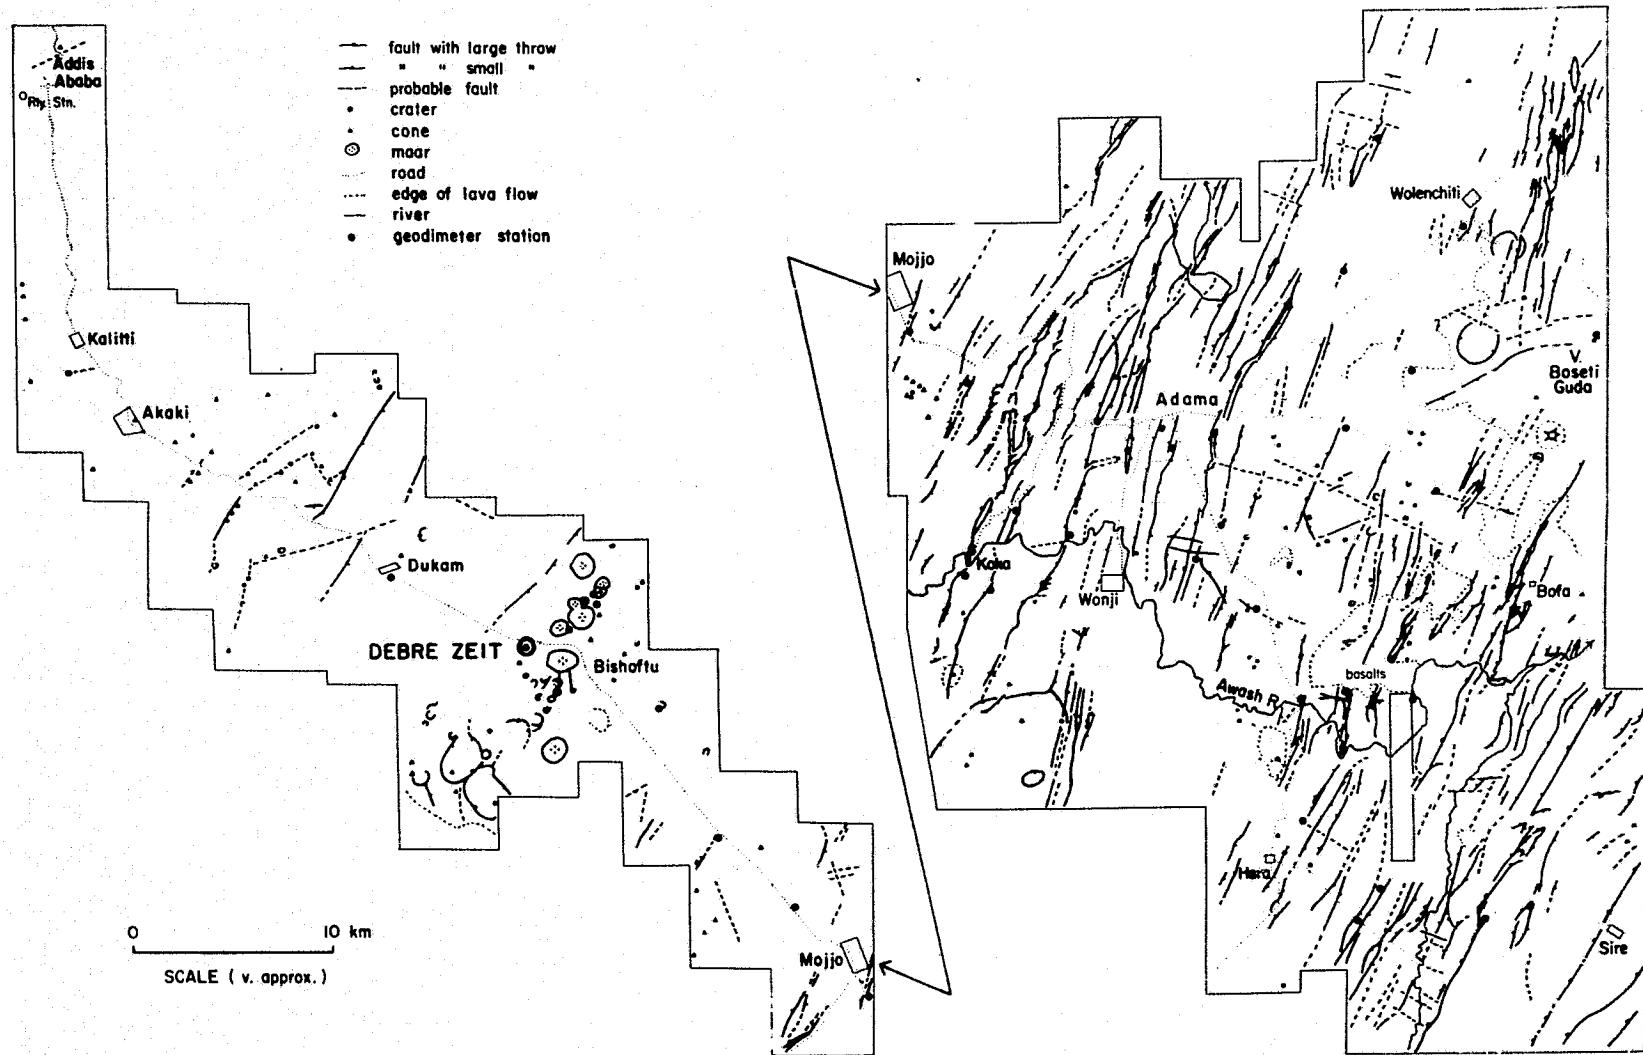 Addis
Ababa
Rly. Stn.
Kalitti
Akaki
Dukam
DEBRE ZEIT
Bishoftu
Mojjo
fault with large throw
" " small "
probable fault
crater
cone
maar
road
edge of lava flow
river
geodimeter station
0 10 km
SCALE ( v. approx.)
Mojjo
Wolenchiti
V.
Boseti
Guda
Adama
Koka
Wonji
Bofa
Awash R.
basalts
Hera
Sire